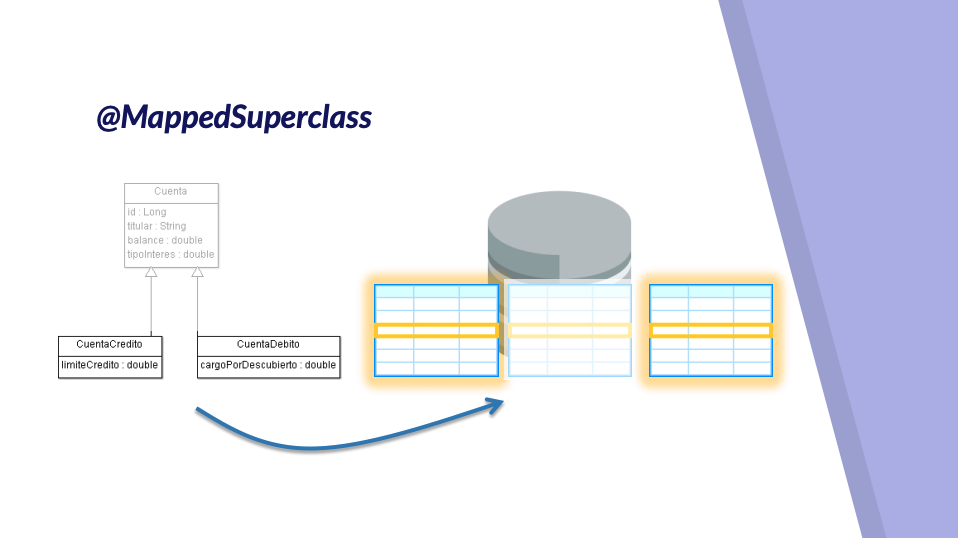 @MappedSuperclass
Cuenta
id : Long
titular : String
balance : double
tipoInteres : double
CuentaCredito
limiteCredito : double
CuentaDebito
cargoPorDescubierto : double